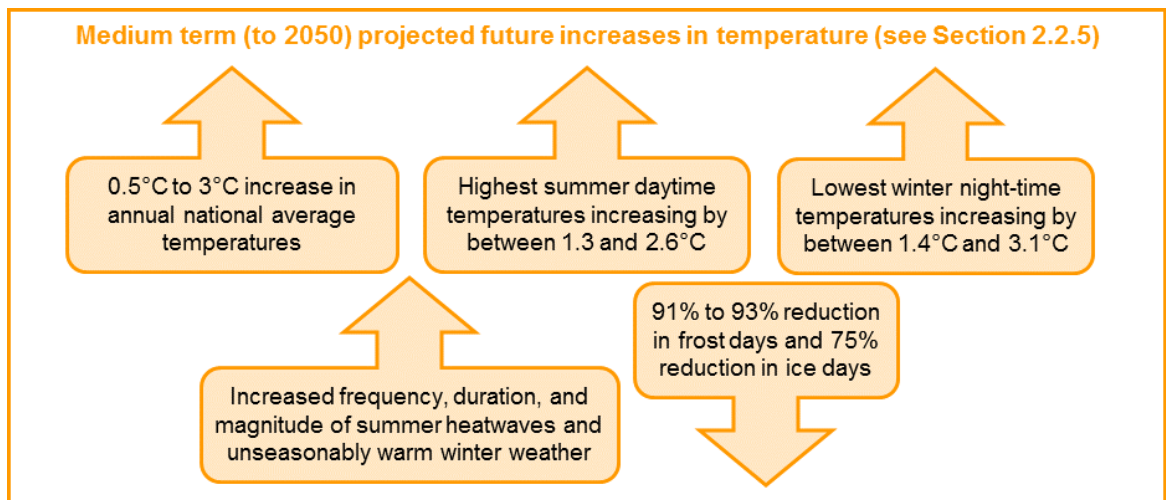 Medium term (to 2050) projected future increases in temperature (see Section 2.2.5)
0.5°C to 3°C increase in
annual national average
temperatures
Highest summer daytime
temperatures increasing by
between 1.3 and 2.6°C
Lowest winter night-time
temperatures increasing by
between 1.4°C and 3.1°C
Increased frequency, duration, and
magnitude of summer heatwaves and
unseasonably warm winter weather
91% to 93% reduction
in frost days and 75%
reduction in ice days